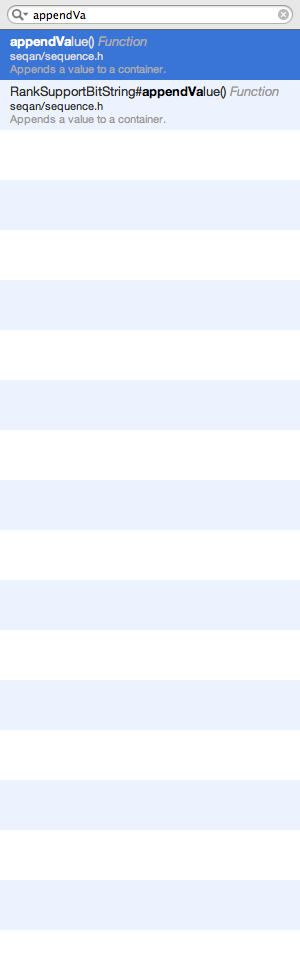 appendVa
appendValue() Function
seqan/sequence.h
Appends a value to a container.
RankSupportBitString#appendValue() Function
seqan/sequence.h
Appends a value to a container.